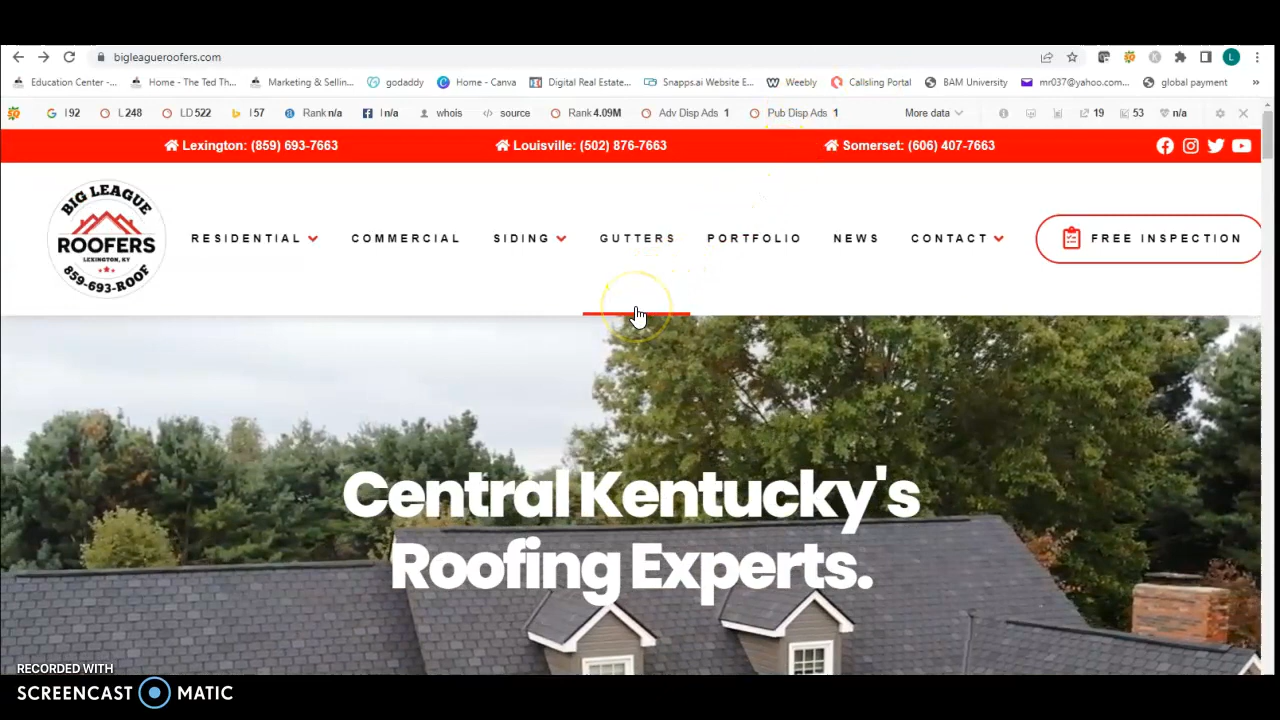 bigleagueroofers.com
L
Education Center -...
Home - The Ted Th...
Marketing & Sellin...
godaddy
Home - Canva
Digital Real Estate...
Snapps.ai Website E...
Weebly
Callsling Portal
BAM University
mr037@yahoo.com...
global payment
»
G I 92
L 248
LD 522
b I 57
a Rank n/a
f I n/a
whois
</> source
Rank 4.09M
Adv Disp Ads 1
Pub Disp Ads 1
More data
19
53
n/a
Lexington: (859) 693-7663
Louisville: (502) 876-7663
Somerset: (606) 407-7663
BIG LEAGUE
ROOFERS
LEXINGTON, KY
859-693-ROOF
RESIDENTIAL
COMMERCIAL
SIDING
GUTTERS
PORTFOLIO
NEWS
CONTACT
FREE INSPECTION
Central Kentucky's
Roofing Experts.
RECORDED WITH
SCREENCAST MATIC